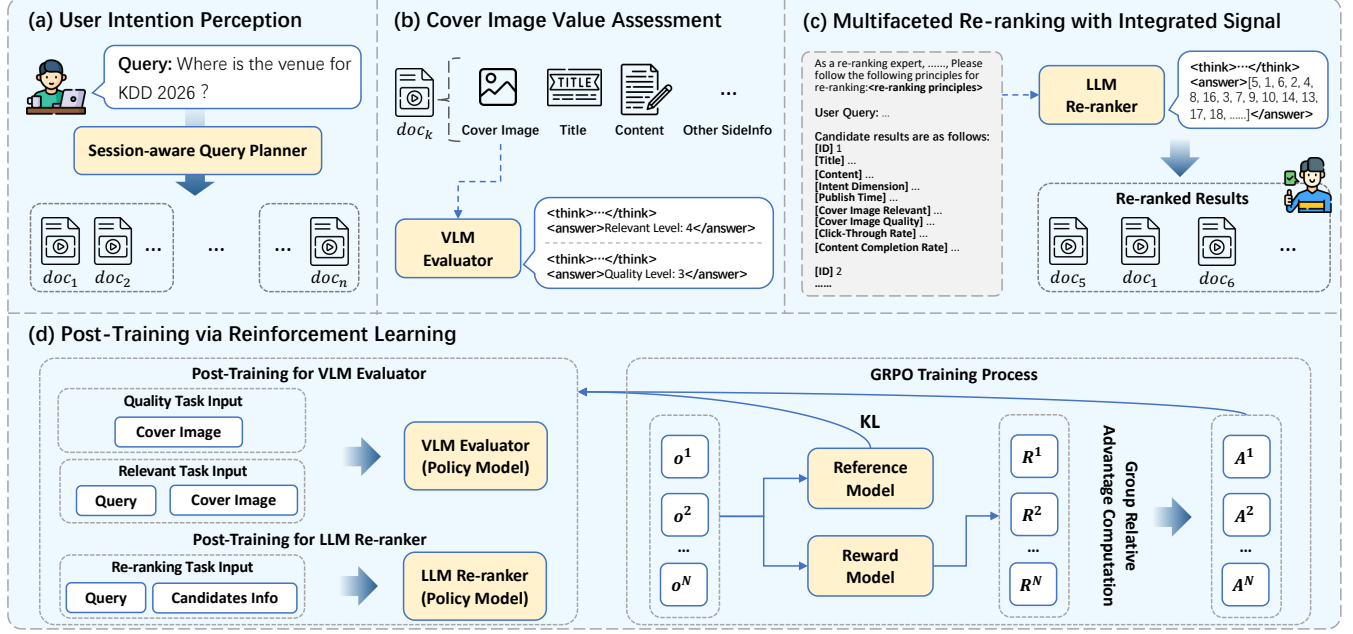 (a) User Intention Perception
Query: Where is the venue for
KDD 2026 ?
Session-aware Query Planner
...
...
...
doc1
doc2
docn
(b) Cover Image Value Assessment
dock
TITLE
...
Cover Image
Title
Content
Other SideInfo
VLM
Evaluator
<think>···</think>
<answer>Relevant Level: 4</answer>
<think>···</think>
<answer>Quality Level: 3</answer>
(c) Multifaceted Re-ranking with Integrated Signal
As a re-ranking expert, ......, Please
follow the following principles for
re-ranking:<re-ranking principles>
User Query: ...
Candidate results are as follows:
[ID] 1
[Title] ...
[Content] ...
[Intent Dimension] ...
[Publish Time] ...
[Cover Image Relevant] ...
[Cover Image Quality] ...
[Click-Through Rate] ...
[Content Completion Rate] ...
[ID] 2
......
LLM
Re-ranker
<think>···</think>
<answer>[5, 1, 6, 2, 4,
8, 16, 3, 7, 9, 10, 14, 13,
17, 18, ......]</answer>
Re-ranked Results
...
doc5
doc1
doc6
(d) Post-Training via Reinforcement Learning
Post-Training for VLM Evaluator
Quality Task Input
Cover Image
Relevant Task Input
Query
Cover Image
VLM Evaluator
(Policy Model)
Post-Training for LLM Re-ranker
Re-ranking Task Input
Query
Candidates Info
LLM Re-ranker
(Policy Model)
GRPO Training Process
KL
o1
o2
...
oN
Reference
Model
Reward
Model
R1
R2
...
RN
Group Relative
Advantage Computation
A1
A2
...
AN